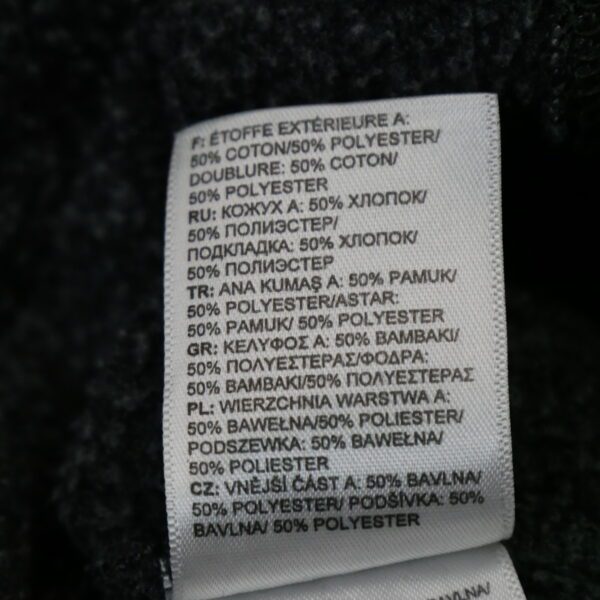 F: ÉTOFFE EXTÉRIEURE A:
50% COTON/50% POLYESTER/
DOUBLURE: 50% COTON/
50% POLYESTER
RU: КОЖУХ А: 50% ХЛОПОК/
50% ПОЛИЭСТЕР/
ПОДКЛАДКА: 50% ХЛОПОК/
50% ПОЛИЭСТЕР
TR: ANA KUMAŞ A: 50% PAMUK/
50% POLYESTER/ASTAR:
50% PAMUK/ 50% POLYESTER
GR: ΚΕΛΥΦΟΣ Α: 50% ΒΑΜΒΑΚΙ/
50% ΠΟΛΥΕΣΤΕΡΑΣ/ΦΟΔΡΑ:
50% ΒΑΜΒΑΚΙ/50% ΠΟΛΥΕΣΤΕΡΑΣ
PL: WIERZCHNIA WARSTWA A:
50% BAWEŁNA/50% POLIESTER/
PODSZEWKA: 50% BAWEŁNA/
50% POLIESTER
CZ: VNĚJŠÍ ČÁST A: 50% BAVLNA/
50% POLYESTER/ PODŠÍVKA: 50%
BAVLNA/ 50% POLYESTER